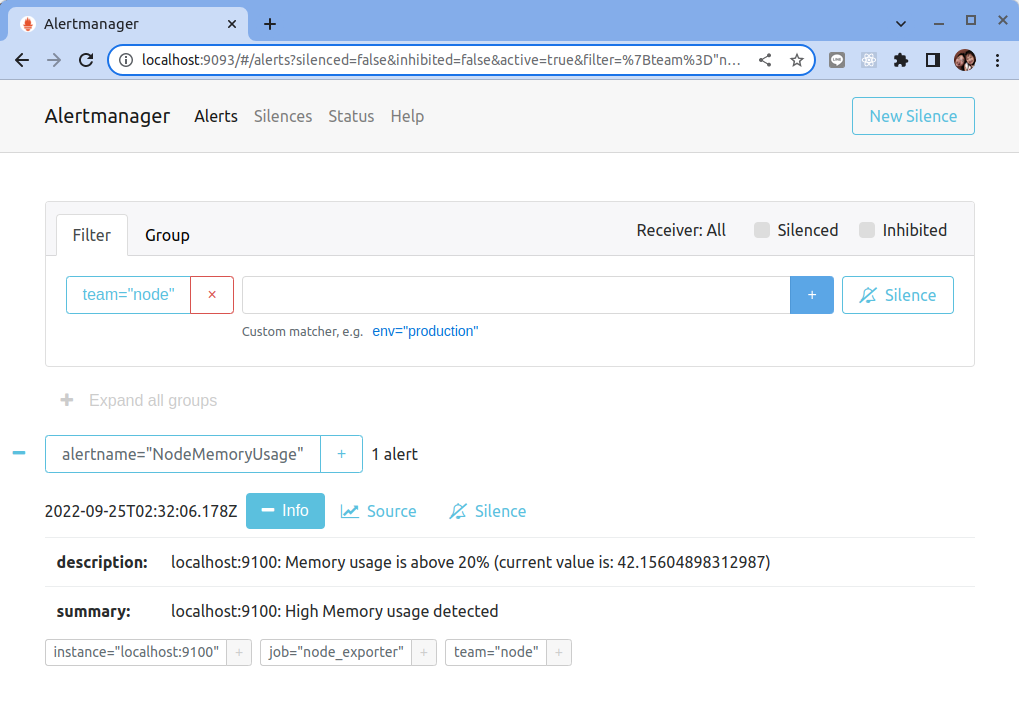 Alertmanager
localhost:9093/#/alerts?silenced=false&inhibited=false&active=true&filter=%7Bteam%3D"n...
Alertmanager Alerts Silences Status Help New Silence
Filter Group Receiver: All Silenced Inhibited
team="node" × + Silence
Custom matcher, e.g. env="production"
+ Expand all groups
− alertname="NodeMemoryUsage" + 1 alert
2022-09-25T02:32:06.178Z − Info Source Silence
description: localhost:9100: Memory usage is above 20% (current value is: 42.15604898312987)
summary: localhost:9100: High Memory usage detected
instance="localhost:9100" + job="node_exporter" + team="node" +